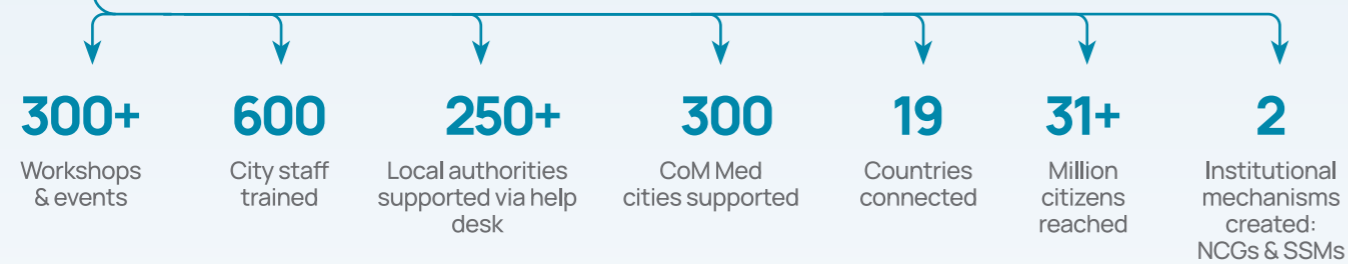 300+
Workshops
& events
600
City staff
trained
250+
Local authorities
supported via help
desk
300
CoM Med
cities supported
19
Countries
connected
31+
Million
citizens
reached
2
Institutional
mechanisms
created:
NCGs & SSMs